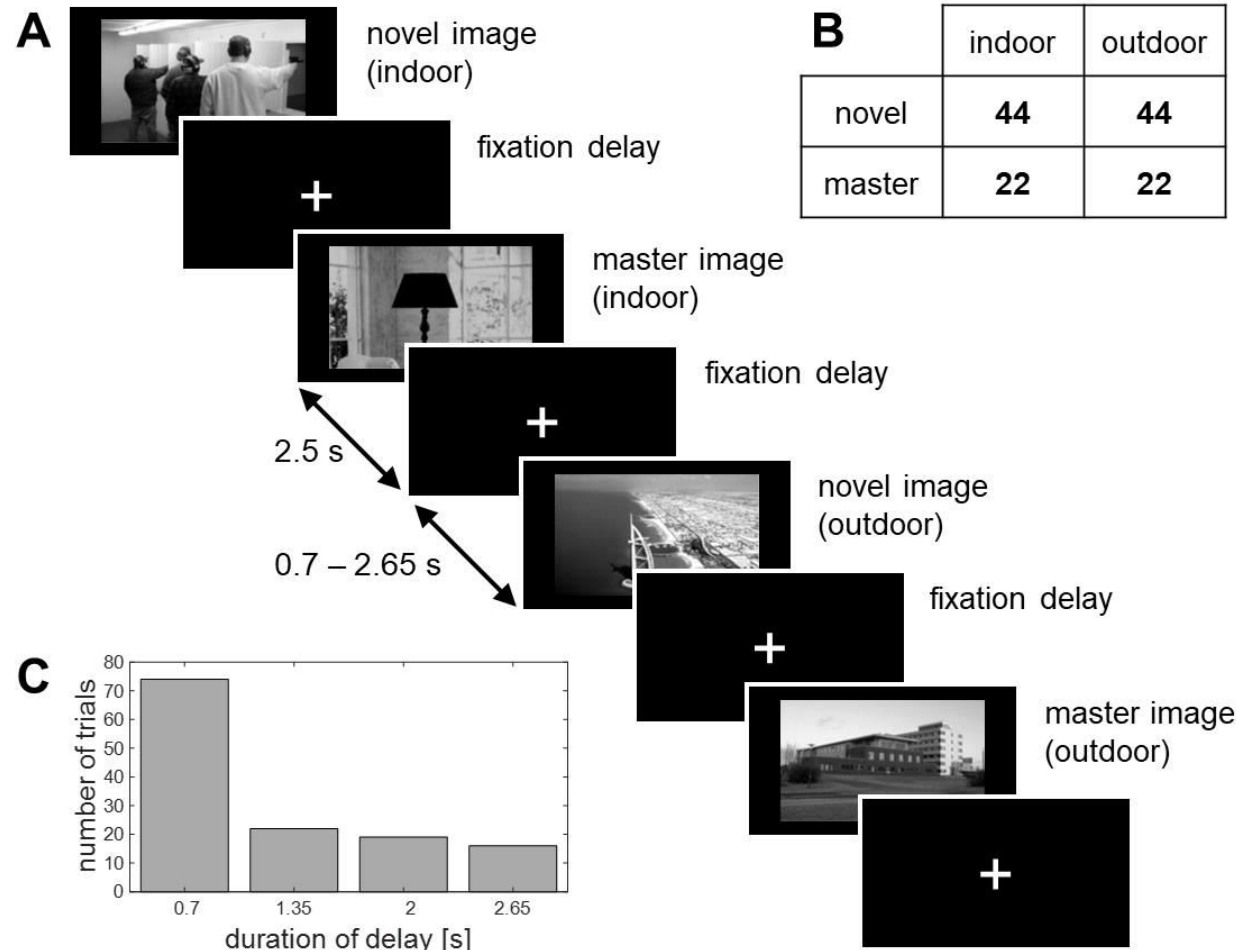 A
novel image
(indoor)
fixation delay
master image
(indoor)
fixation delay
2.5 s
novel image
(outdoor)
0.7 – 2.65 s
fixation delay
master image
(outdoor)
B
indoor outdoor
novel 44 44
master 22 22
C
number of trials
80
70
60
50
40
30
20
10
0
0.7 1.35 2 2.65
duration of delay [s]